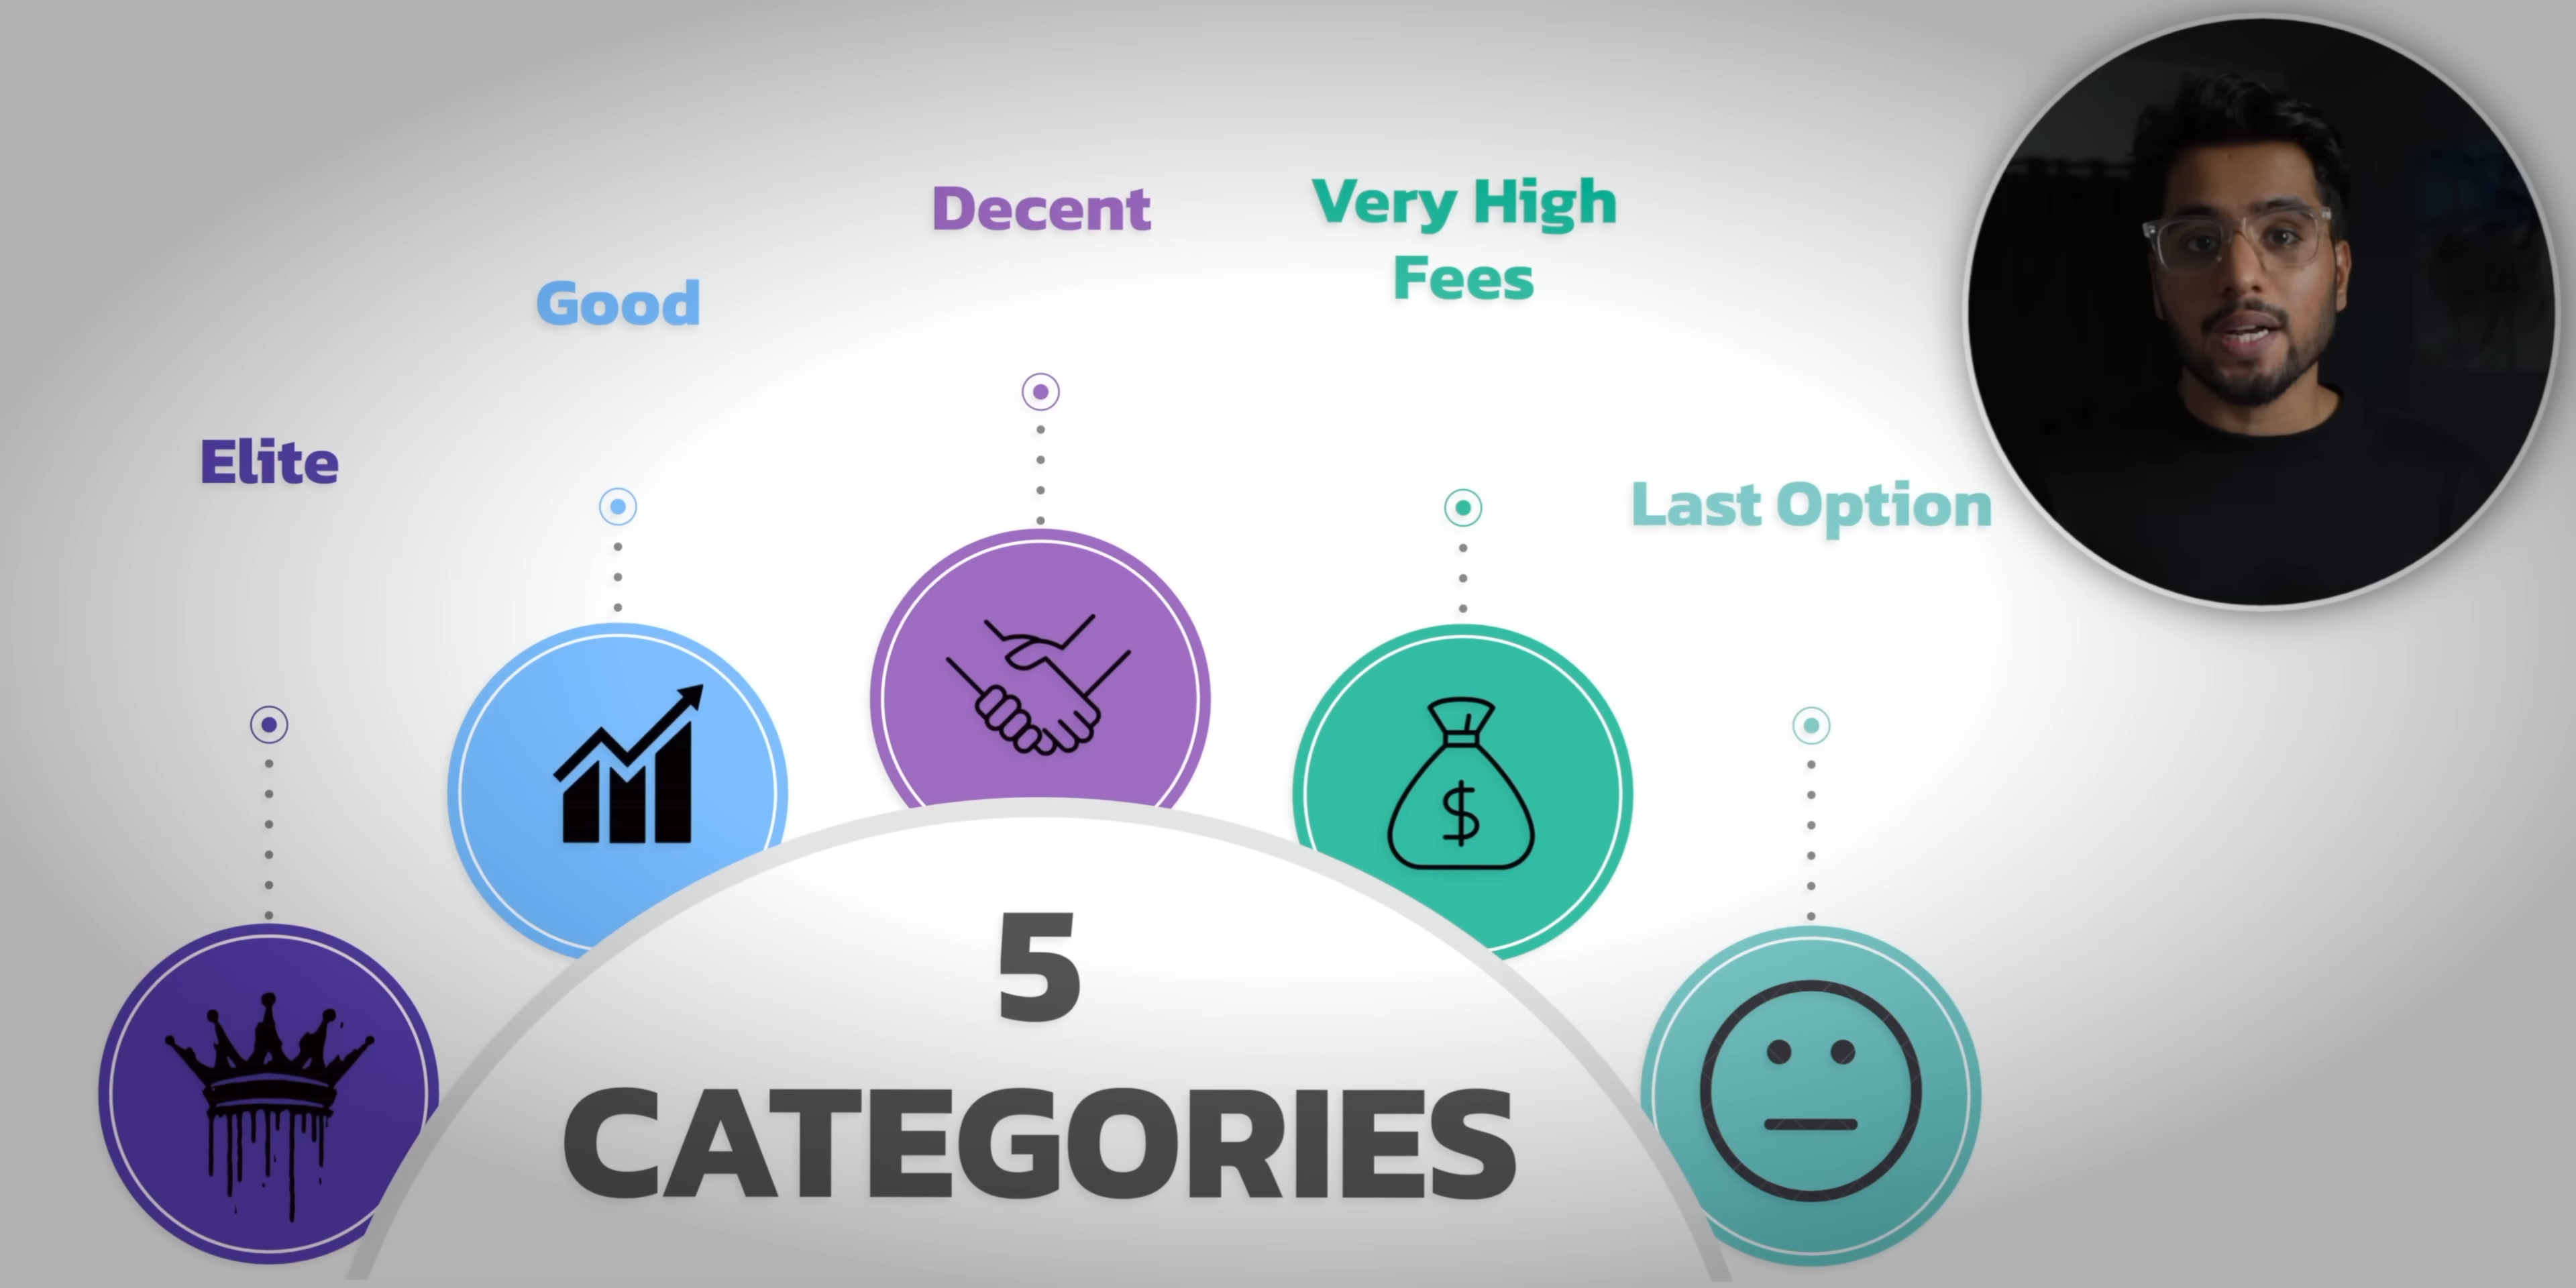 Elite
Good
Decent
Very High
Fees
Last Option
5
CATEGORIES